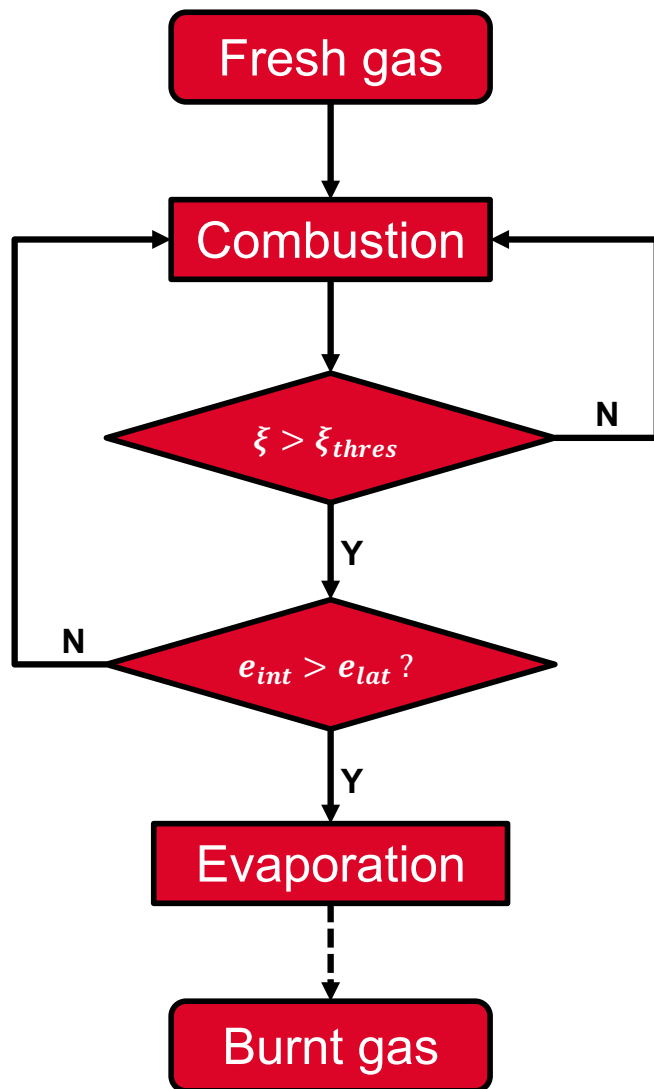 Fresh gas
Combustion
ξ > ξ_thres
N
Y
N
e_int > e_lat ?
Y
Evaporation
Burnt gas